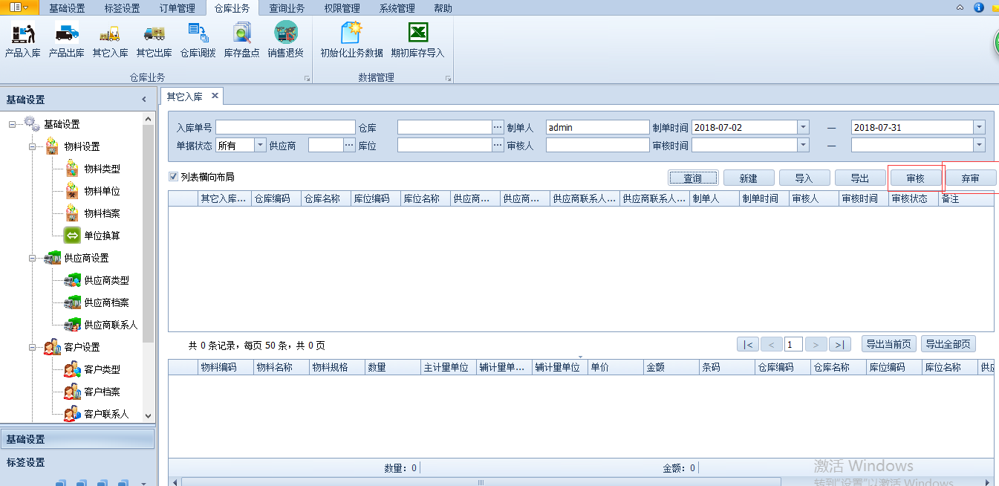 基础设置 标签设置 订单管理 仓库业务 查询业务 权限管理 系统管理 帮助
产品入库 产品出库 其它入库 其它出库 仓库调拨 库存盘点 销售退货 初始化业务数据 期初库存导入
仓库业务 数据管理
基础设置
其它入库
基础设置
物料设置
物料类型
物料单位
物料档案
单位换算
供应商设置
供应商类型
供应商档案
供应商联系人
客户设置
客户类型
客户档案
客户联系人
基础设置
标签设置
入库单号 仓库 ... 制单人 admin 制单时间 2018-07-02 — 2018-07-31
单据状态 所有 供应商 ... 库位 ... 审核人 审核时间 —
列表横向布局 查询 新建 导入 导出 审核 弃审
其它入库... 仓库编码 仓库名称 库位编码 库位名称 供应商... 供应商... 供应商联系人... 供应商联系人... 制单人 制单时间 审核人 审核时间 审核状态 备注
共 0 条记录，每页 50 条，共 0 页 |< < 1 > >| 导出当前页 导出全部页
物料编码 物料名称 物料规格 数量 主计量单位 辅计量单... 辅计量单位 单价 金额 条码 仓库编码 仓库名称 库位编码 库位名称 供应
数量：0 金额：0
激活 Windows
转到"设置"以激活 Windows